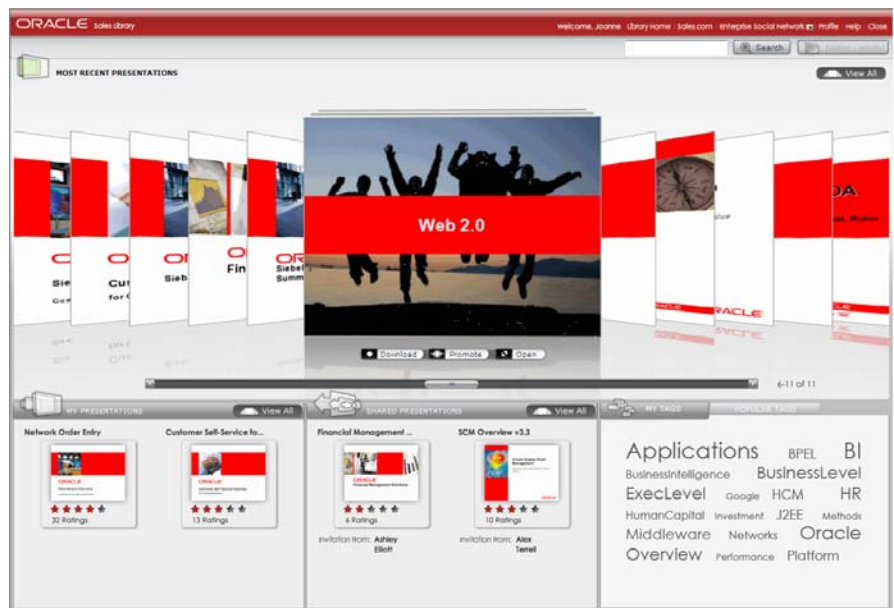 ORACLE Sales Library
Welcome, Joanne Library Home Sales.com Enterprise Social Network Profile Help Close
Search
MOST RECENT PRESENTATIONS
View All
Web 2.0
ORACLE
Download Promote Open
6-11 of 11
MY PRESENTATIONS
View All
SHARED PRESENTATIONS
View All
MY TAGS
POPULAR TAGS
Network Order Entry
Customer Self-Service fo...
Financial Management ...
SCM Overview v3.3
32 Ratings
13 Ratings
6 Ratings
10 Ratings
Invitation from: Ashley Elliott
Invitation from: Alex Terrell
Applications BPEL BI
BusinessIntelligence BusinessLevel
ExecLevel Google HCM HR
HumanCapital Investment J2EE Methods
Middleware Networks Oracle
Overview Performance Platform